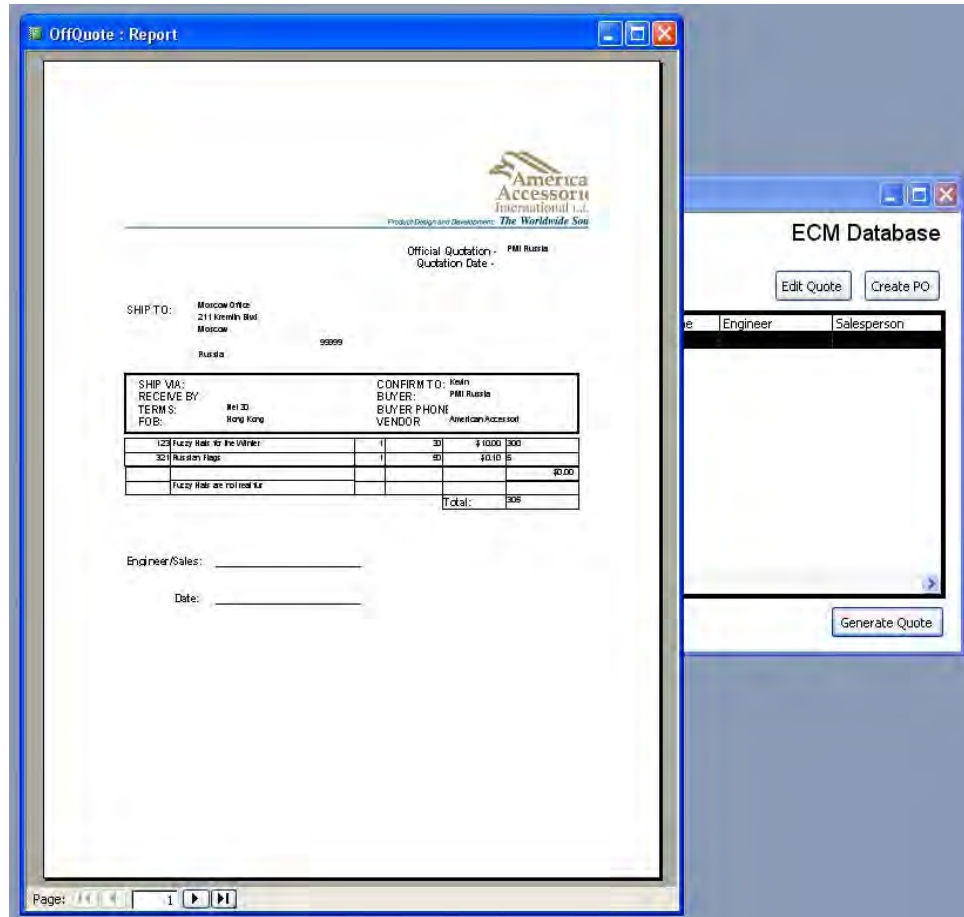 OffQuote : Report
America
Accessori
International
Product Design and Development The Worldwide Sou
Official Quotation - PMI Russia
Quotation Date -
SHIP TO: Moscow Office
211 Kremlin Blvd
Moscow
99999
Russia
SHIP VIA: CONFIRM TO: Kevin
RECEIVE BY BUYER: PMI Russia
TERMS: Net 30 BUYER PHONE
FOB: Hong Kong VENDOR American Accessori
123 Fuzzy Hats for the Winter 1 30 $10.00 300
321 Russian Flags 1 50 $0.10 5
$0.00
Fuzzy Hats are not real fur
Total: 305
Engineer/Sales:
Date:
Page: 1
ECM Database
Edit Quote Create PO
e Engineer Salesperson
Generate Quote